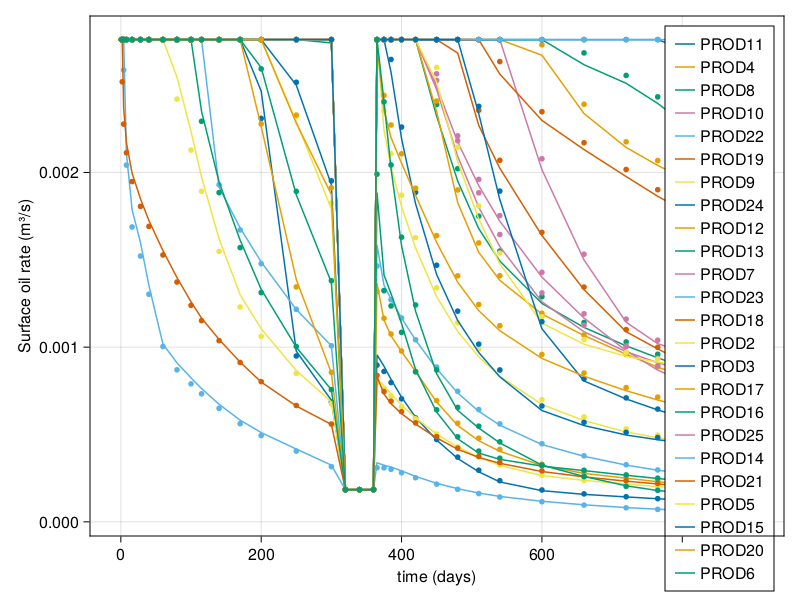 Surface oil rate (m³/s)
0.002
0.001
0.000
0
200
400
600
time (days)
PROD11
PROD4
PROD8
PROD10
PROD22
PROD19
PROD9
PROD24
PROD12
PROD13
PROD7
PROD23
PROD18
PROD2
PROD3
PROD17
PROD16
PROD25
PROD14
PROD21
PROD5
PROD15
PROD20
PROD6